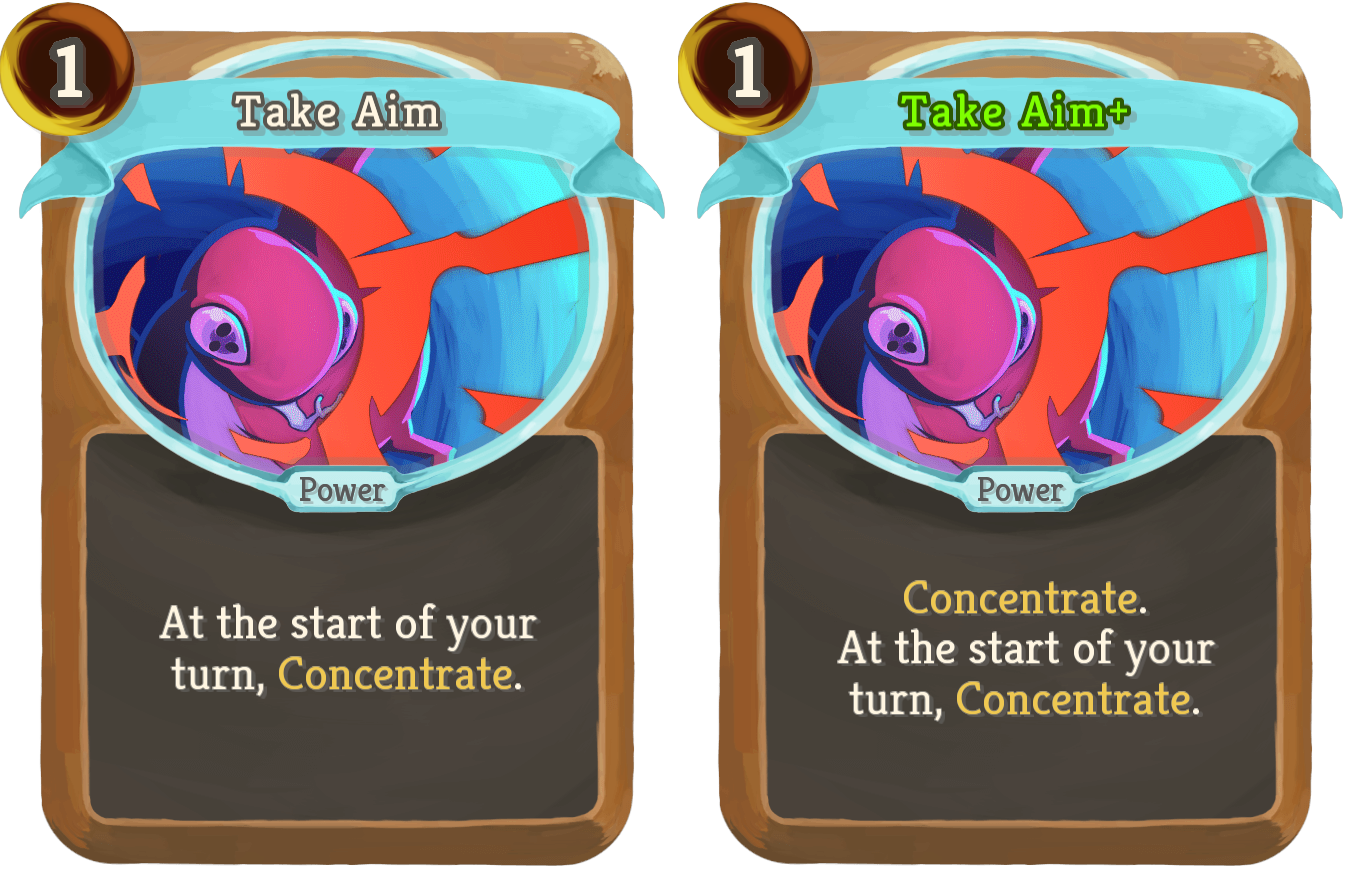 1
Take Aim
Power
At the start of your
turn, Concentrate.
1
Take Aim+
Power
Concentrate.
At the start of your
turn, Concentrate.